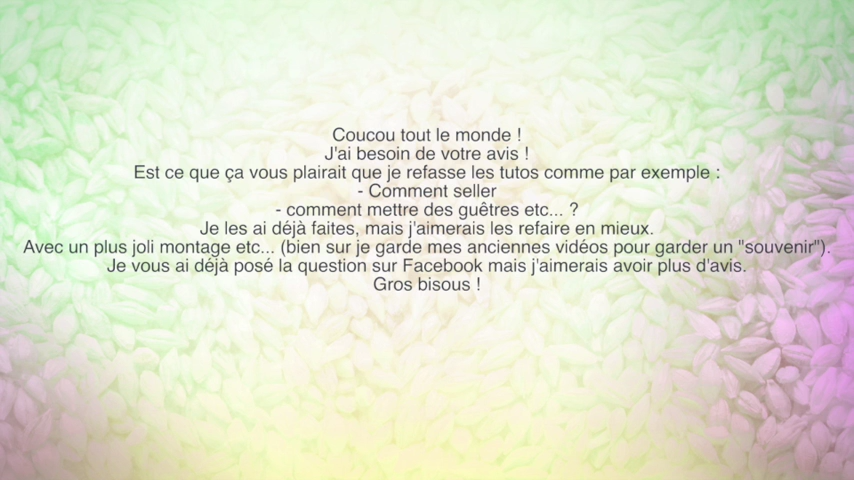 Coucou tout le monde !
J'ai besoin de votre avis !
Est ce que ça vous plairait que je refasse les tutos comme par exemple :
- Comment seller
- comment mettre des guêtres etc... ?
Je les ai déjà faites, mais j'aimerais les refaire en mieux.
Avec un plus joli montage etc... (bien sur je garde mes anciennes vidéos pour garder un "souvenir").
Je vous ai déjà posé la question sur Facebook mais j'aimerais avoir plus d'avis.
Gros bisous !